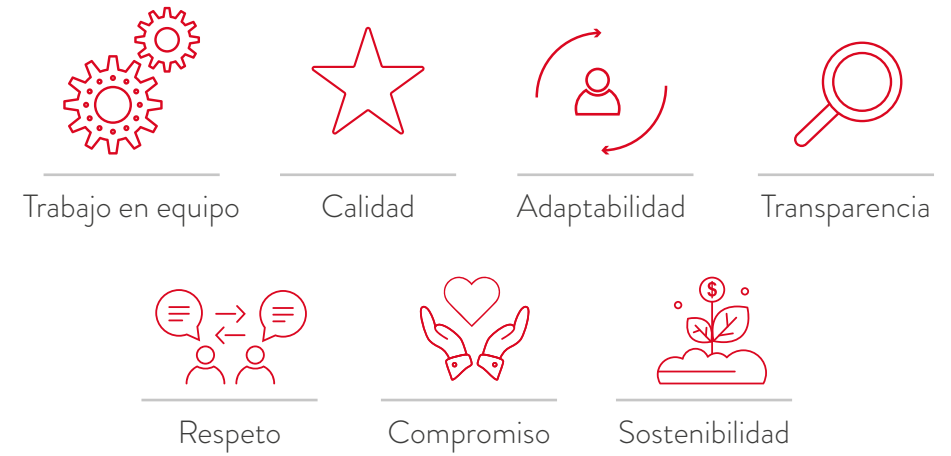 Trabajo en equipo
Calidad
Adaptabilidad
Transparencia
$
Respeto
Compromiso
Sostenibilidad